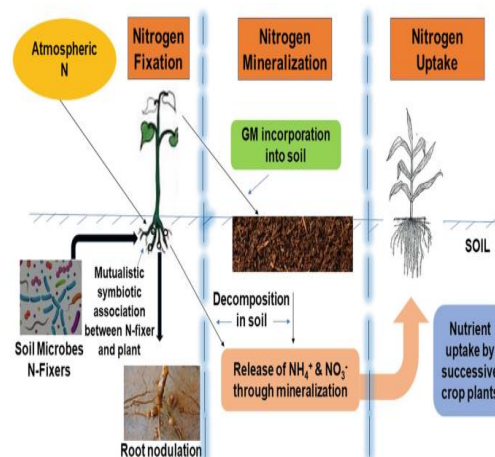 Atmospheric
N
Nitrogen
Fixation
Nitrogen
Mineralization
Nitrogen
Uptake
GM incorporation
into soil
SOIL
Mutualistic
symbiotic
association
between N-fixer
and plant
Soil Microbes
N-Fixers
Decomposition
in soil
Root nodulation
Release of NH₄⁺ & NO₃⁻
through mineralization
Nutrient
uptake by
successive
crop plants